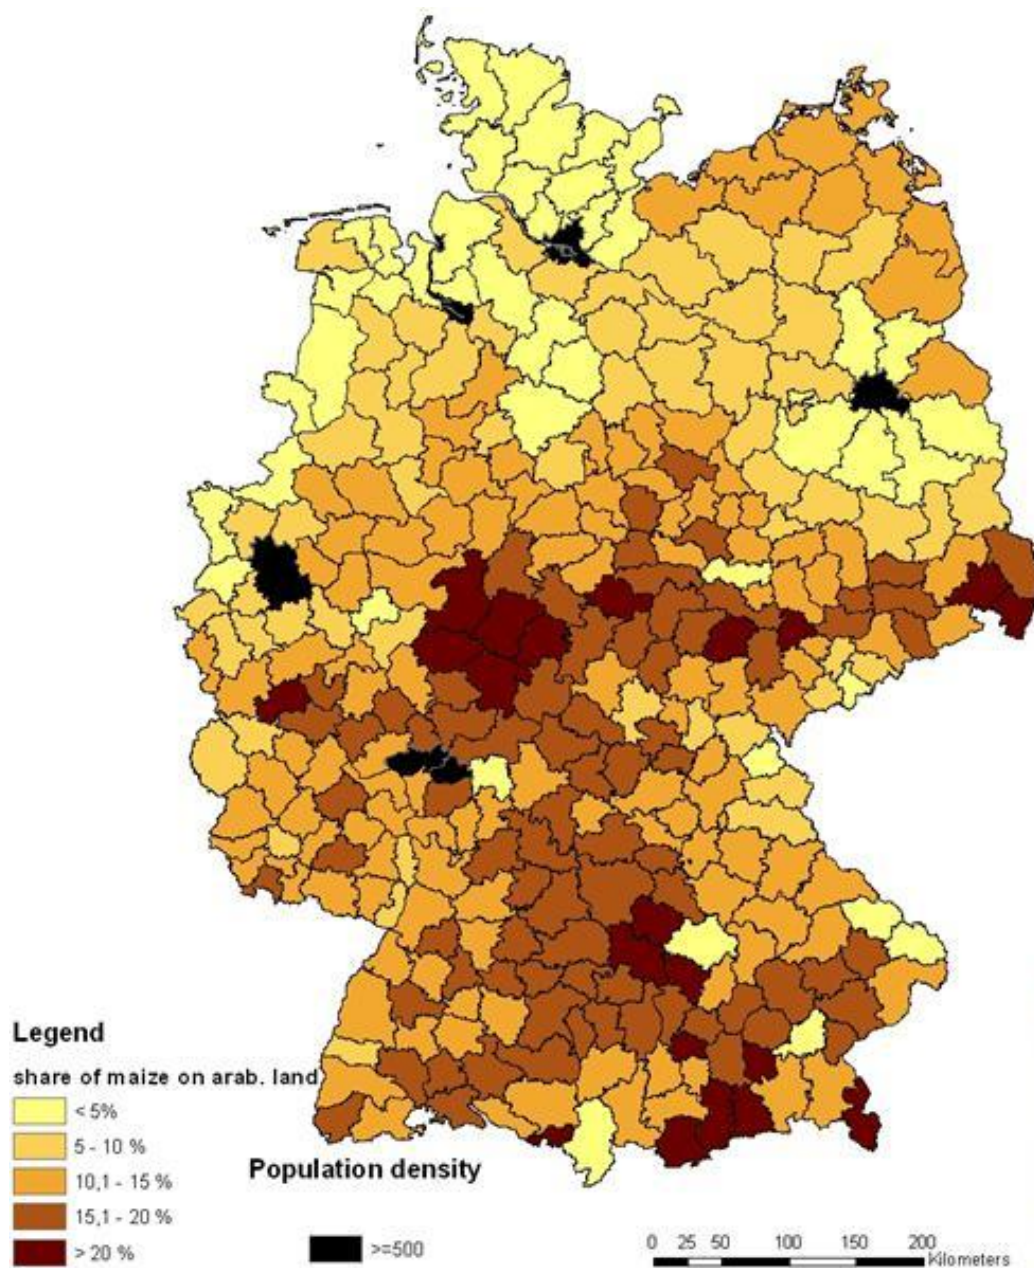 Legend
share of maize on arab. land
< 5%
5 - 10 %
10,1 - 15 %
15,1 - 20 %
> 20 %
Population density
>=500
0 25 50 100 150 200
Kilometers